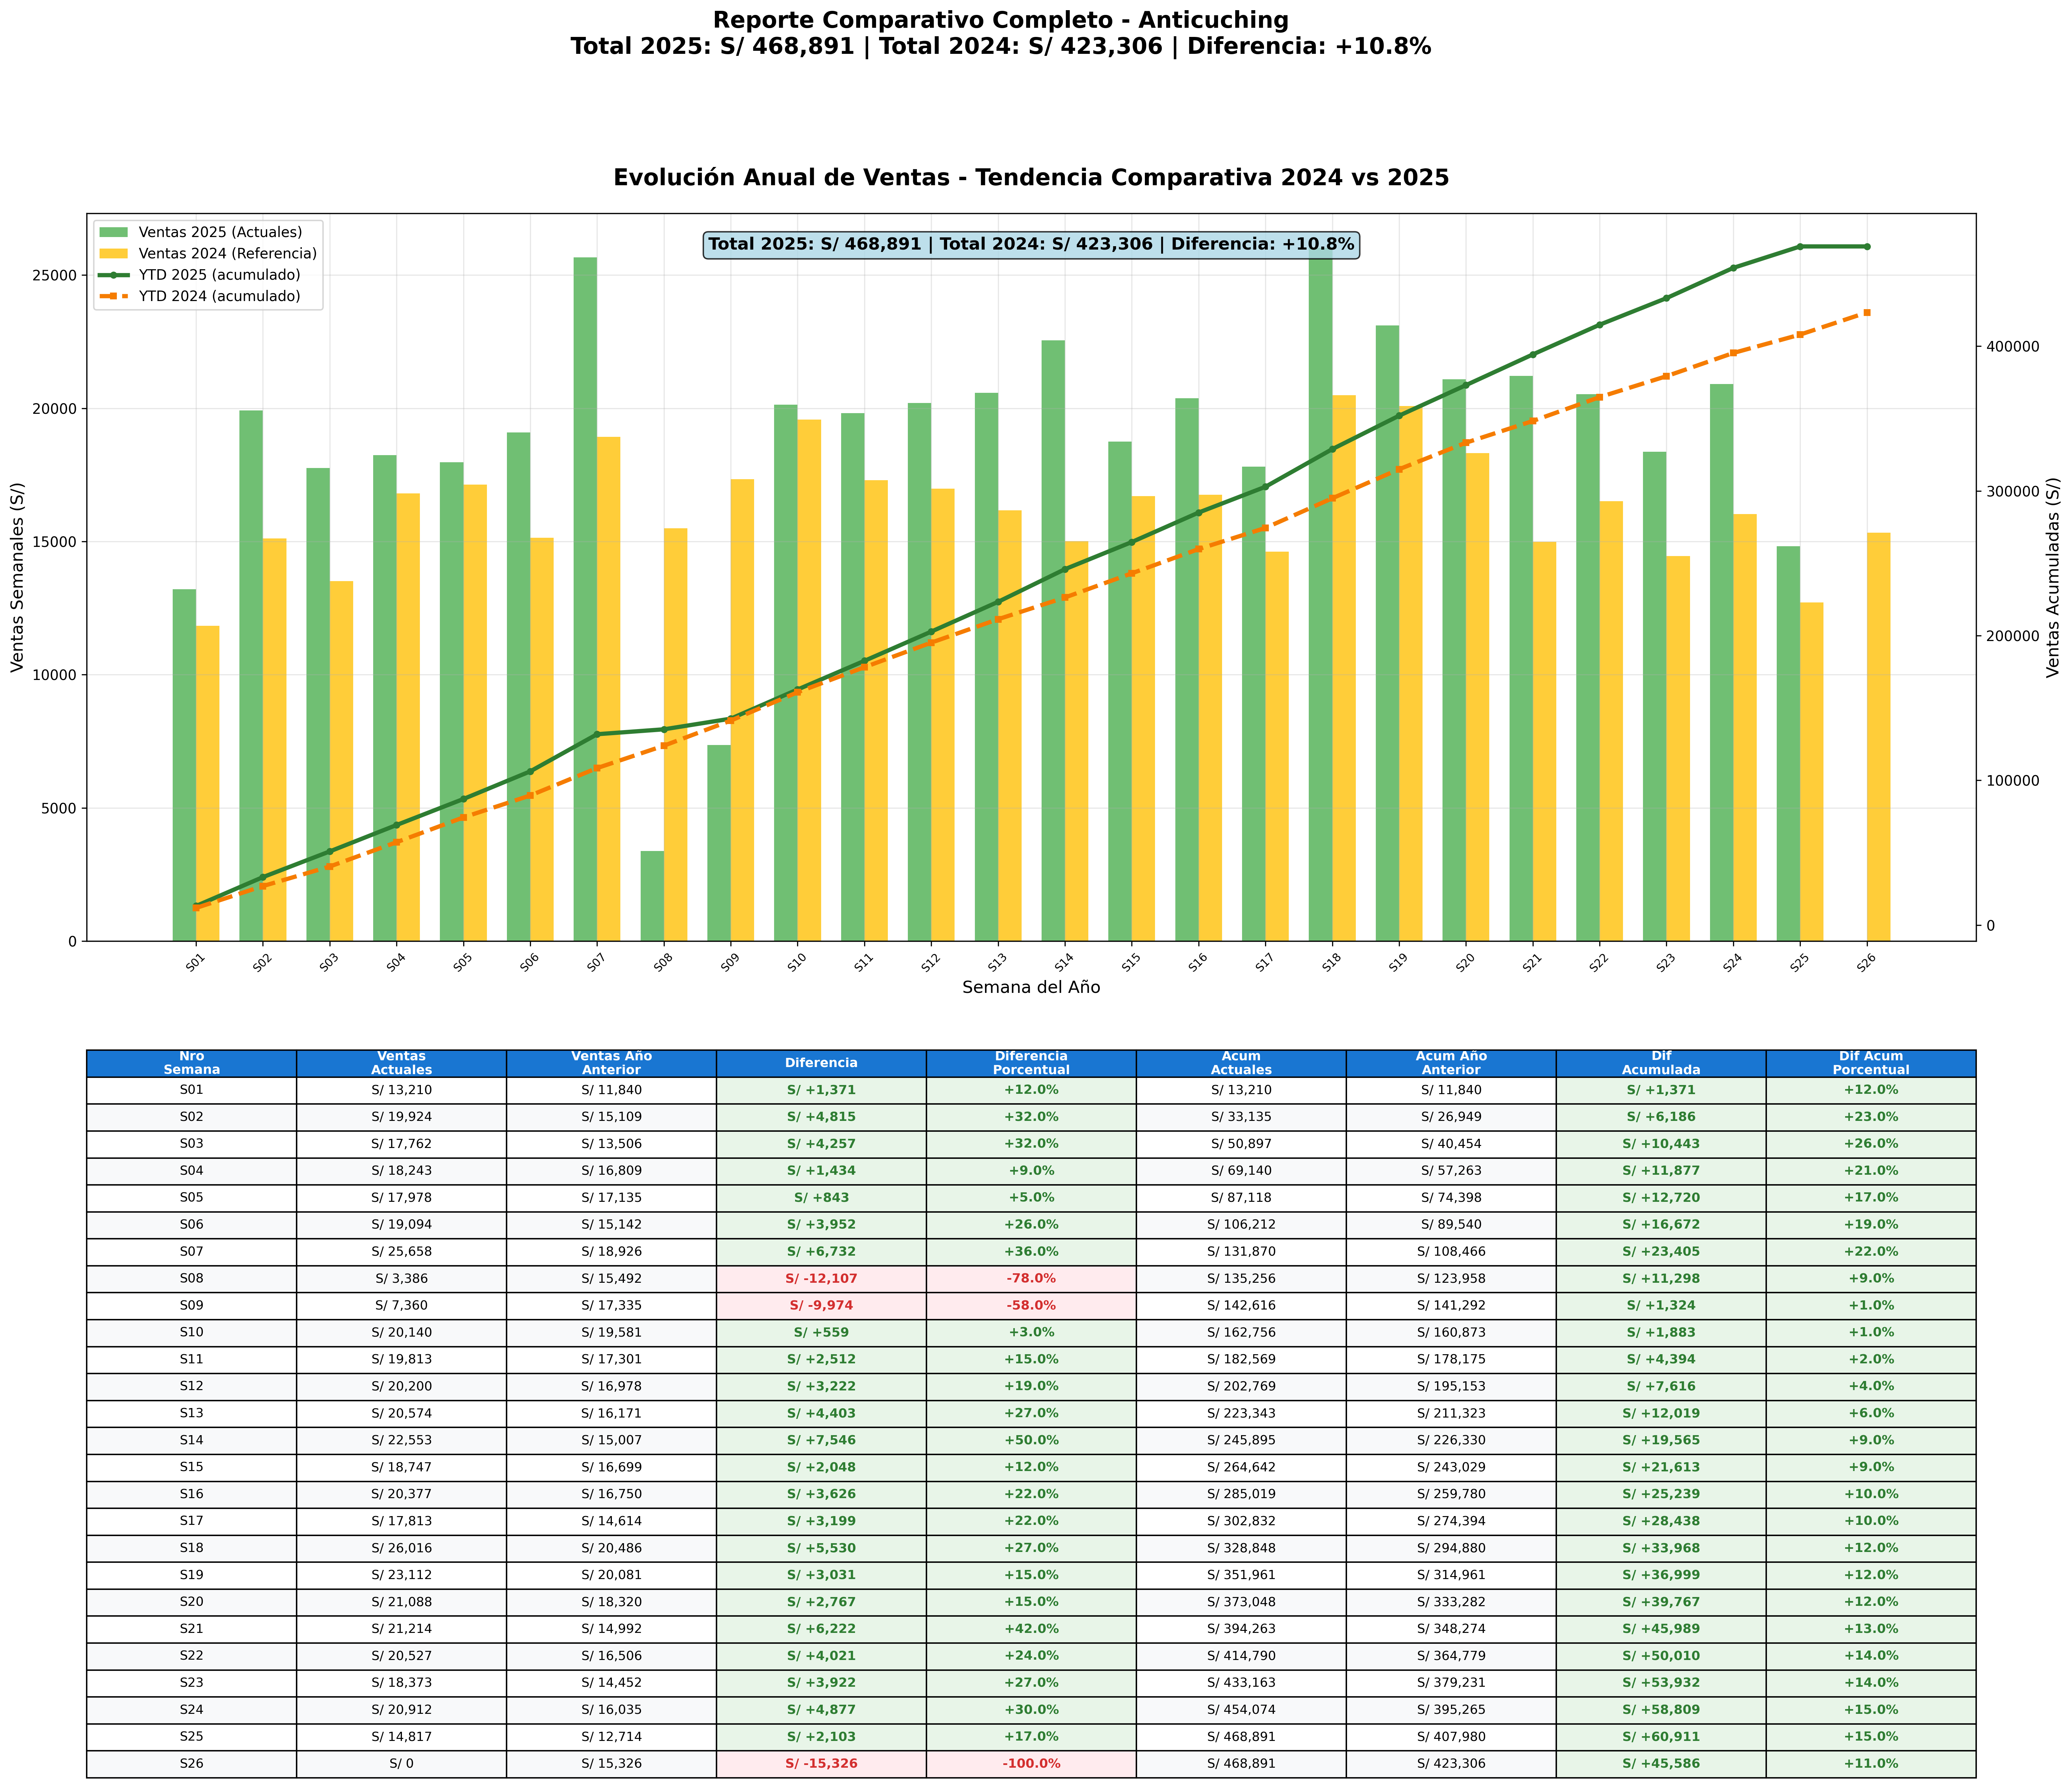 Reporte Comparativo Completo - Anticuching
Total 2025: S/ 468,891 | Total 2024: S/ 423,306 | Diferencia: +10.8%
Evolución Anual de Ventas - Tendencia Comparativa 2024 vs 2025
Total 2025: S/ 468,891 | Total 2024: S/ 423,306 | Diferencia: +10.8%
Ventas 2025 (Actuales)
Ventas 2024 (Referencia)
YTD 2025 (acumulado)
YTD 2024 (acumulado)
Ventas Semanales (S/)
25000
20000
15000
10000
5000
0
Ventas Acumuladas (S/)
400000
300000
200000
100000
0
S01 S02 S03 S04 S05 S06 S07 S08 S09 S10 S11 S12 S13 S14 S15 S16 S17 S18 S19 S20 S21 S22 S23 S24 S25 S26
Semana del Año
Nro Semana Ventas Actuales Ventas Año Anterior Diferencia Diferencia Porcentual Acum Actuales Acum Año Anterior Dif Acumulada Dif Acum Porcentual
S01 S/ 13,210 S/ 11,840 S/ +1,371 +12.0% S/ 13,210 S/ 11,840 S/ +1,371 +12.0%
S02 S/ 19,924 S/ 15,109 S/ +4,815 +32.0% S/ 33,135 S/ 26,949 S/ +6,186 +23.0%
S03 S/ 17,762 S/ 13,506 S/ +4,257 +32.0% S/ 50,897 S/ 40,454 S/ +10,443 +26.0%
S04 S/ 18,243 S/ 16,809 S/ +1,434 +9.0% S/ 69,140 S/ 57,263 S/ +11,877 +21.0%
S05 S/ 17,978 S/ 17,135 S/ +843 +5.0% S/ 87,118 S/ 74,398 S/ +12,720 +17.0%
S06 S/ 19,094 S/ 15,142 S/ +3,952 +26.0% S/ 106,212 S/ 89,540 S/ +16,672 +19.0%
S07 S/ 25,658 S/ 18,926 S/ +6,732 +36.0% S/ 131,870 S/ 108,466 S/ +23,405 +22.0%
S08 S/ 3,386 S/ 15,492 S/ -12,107 -78.0% S/ 135,256 S/ 123,958 S/ +11,298 +9.0%
S09 S/ 7,360 S/ 17,335 S/ -9,974 -58.0% S/ 142,616 S/ 141,292 S/ +1,324 +1.0%
S10 S/ 20,140 S/ 19,581 S/ +559 +3.0% S/ 162,756 S/ 160,873 S/ +1,883 +1.0%
S11 S/ 19,813 S/ 17,301 S/ +2,512 +15.0% S/ 182,569 S/ 178,175 S/ +4,394 +2.0%
S12 S/ 20,200 S/ 16,978 S/ +3,222 +19.0% S/ 202,769 S/ 195,153 S/ +7,616 +4.0%
S13 S/ 20,574 S/ 16,171 S/ +4,403 +27.0% S/ 223,343 S/ 211,323 S/ +12,019 +6.0%
S14 S/ 22,553 S/ 15,007 S/ +7,546 +50.0% S/ 245,895 S/ 226,330 S/ +19,565 +9.0%
S15 S/ 18,747 S/ 16,699 S/ +2,048 +12.0% S/ 264,642 S/ 243,029 S/ +21,613 +9.0%
S16 S/ 20,377 S/ 16,750 S/ +3,626 +22.0% S/ 285,019 S/ 259,780 S/ +25,239 +10.0%
S17 S/ 17,813 S/ 14,614 S/ +3,199 +22.0% S/ 302,832 S/ 274,394 S/ +28,438 +10.0%
S18 S/ 26,016 S/ 20,486 S/ +5,530 +27.0% S/ 328,848 S/ 294,880 S/ +33,968 +12.0%
S19 S/ 23,112 S/ 20,081 S/ +3,031 +15.0% S/ 351,961 S/ 314,961 S/ +36,999 +12.0%
S20 S/ 21,088 S/ 18,320 S/ +2,767 +15.0% S/ 373,048 S/ 333,282 S/ +39,767 +12.0%
S21 S/ 21,214 S/ 14,992 S/ +6,222 +42.0% S/ 394,263 S/ 348,274 S/ +45,989 +13.0%
S22 S/ 20,527 S/ 16,506 S/ +4,021 +24.0% S/ 414,790 S/ 364,779 S/ +50,010 +14.0%
S23 S/ 18,373 S/ 14,452 S/ +3,922 +27.0% S/ 433,163 S/ 379,231 S/ +53,932 +14.0%
S24 S/ 20,912 S/ 16,035 S/ +4,877 +30.0% S/ 454,074 S/ 395,265 S/ +58,809 +15.0%
S25 S/ 14,817 S/ 12,714 S/ +2,103 +17.0% S/ 468,891 S/ 407,980 S/ +60,911 +15.0%
S26 S/ 0 S/ 15,326 S/ -15,326 -100.0% S/ 468,891 S/ 423,306 S/ +45,586 +11.0%